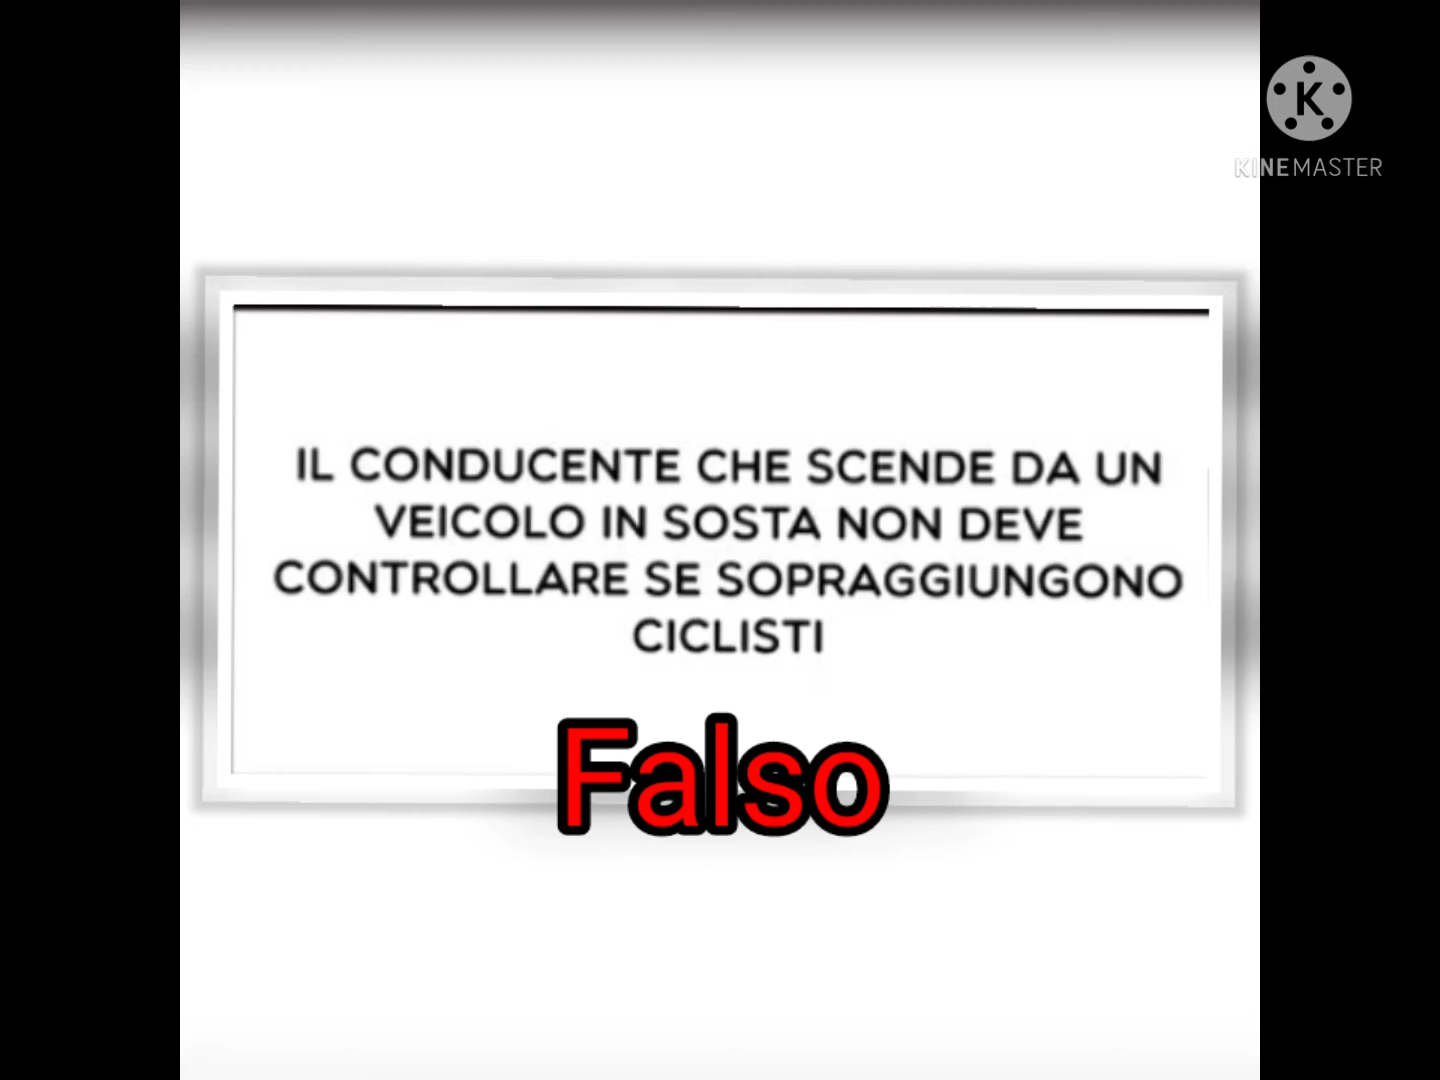 K
KINEMASTER
IL CONDUCENTE CHE SCENDE DA UN
VEICOLO IN SOSTA NON DEVE
CONTROLLARE SE SOPRAGGIUNGONO
CICLISTI
Falso